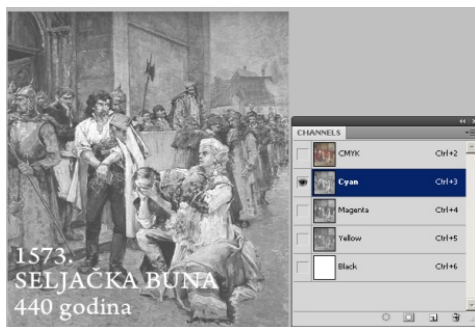 1573.
SELJAČKA BUNA
440 godina
CHANNELS
CMYK Ctrl+2
Cyan Ctrl+3
Magenta Ctrl+4
Yellow Ctrl+5
Black Ctrl+6